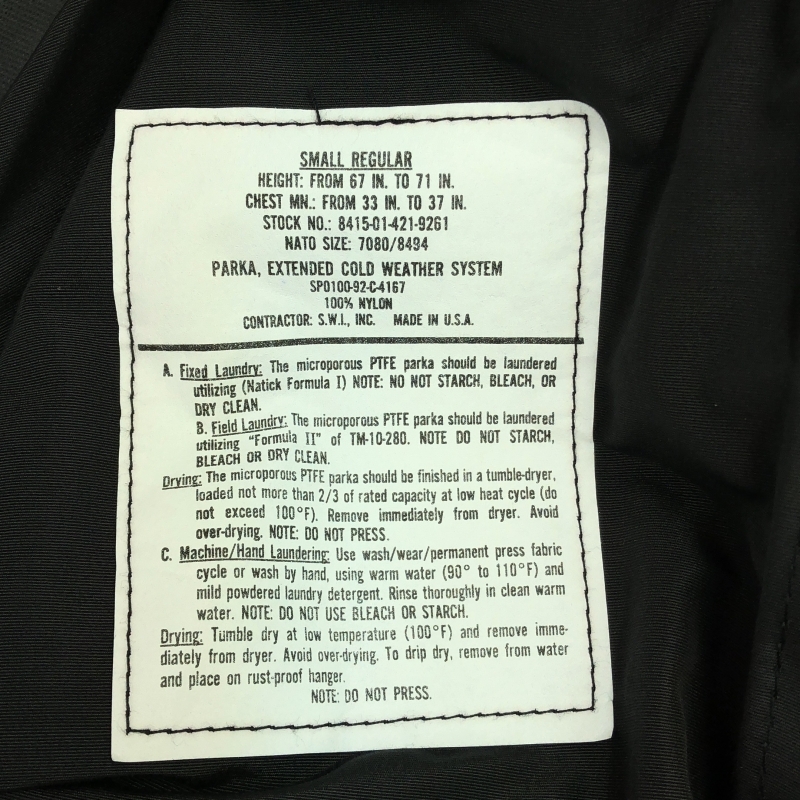 SMALL REGULAR
HEIGHT: FROM 67 IN. TO 71 IN.
CHEST MN.: FROM 33 IN. TO 37 IN.
STOCK NO.: 8415-01-421-9261
NATO SIZE: 7080/8494
PARKA, EXTENDED COLD WEATHER SYSTEM
SP0100-92-C-4167
100% NYLON
CONTRACTOR: S.W.I., INC. MADE IN U.S.A.
A. Fixed Laundry: The microporous PTFE parka should be laundered
utilizing (Natick Formula I) NOTE: NO NOT STARCH, BLEACH, OR
DRY CLEAN.
B. Field Laundry: The microporous PTFE parka should be laundered
utilizing "Formula II" of TM-10-280. NOTE DO NOT STARCH,
BLEACH OR DRY CLEAN.
Drying: The microporous PTFE parka should be finished in a tumble-dryer,
loaded not more than 2/3 of rated capacity at low heat cycle (do
not exceed 100°F). Remove immediately from dryer. Avoid
over-drying. NOTE: DO NOT PRESS.
C. Machine/Hand Laundering: Use wash/wear/permanent press fabric
cycle or wash by hand, using warm water (90° to 110°F) and
mild powdered laundry detergent. Rinse thoroughly in clean warm
water. NOTE: DO NOT USE BLEACH OR STARCH.
Drying: Tumble dry at low temperature (100°F) and remove imme-
diately from dryer. Avoid over-drying. To drip dry, remove from water
and place on rust-proof hanger.
NOTE: DO NOT PRESS.